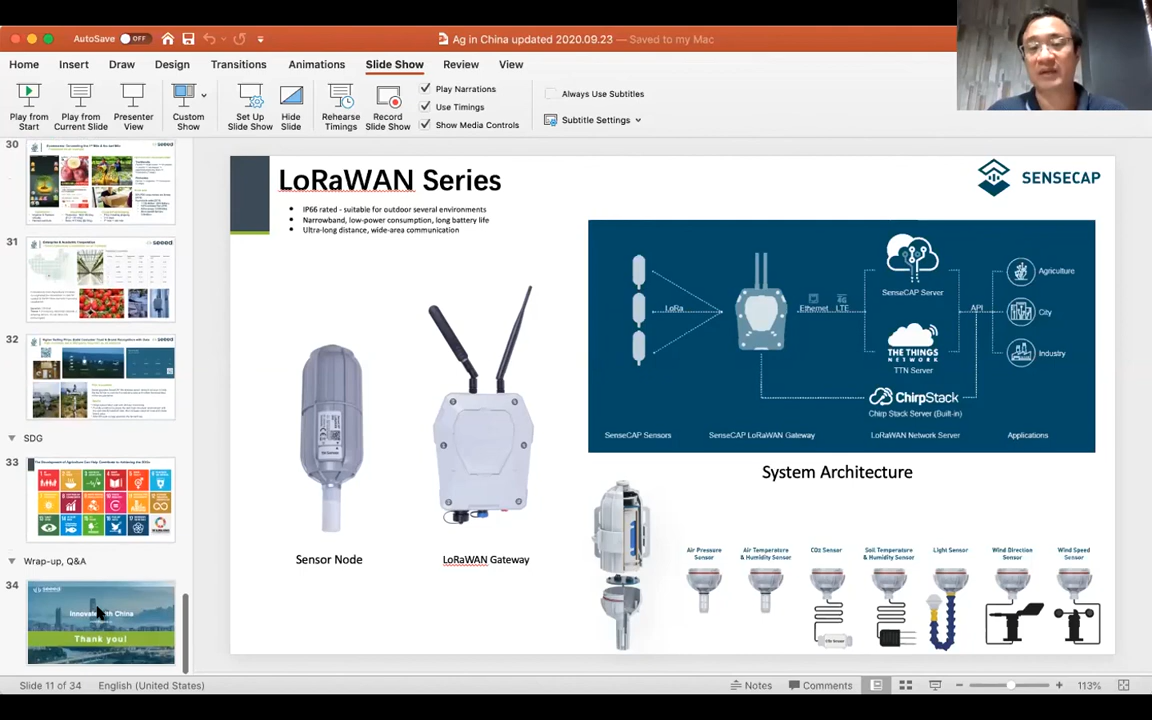 AutoSave OFF
Ag in China updated 2020.09.23 — Saved to my Mac
Home Insert Draw Design Transitions Animations Slide Show Review View
Play from Start
Play from Current Slide
Presenter View
Custom Show
Set Up Slide Show
Hide Slide
Rehearse Timings
Record Slide Show
Play Narrations
Use Timings
Show Media Controls
Always Use Subtitles
Subtitle Settings
30
31
32
SDG
33
Wrap-up, Q&A
34
Thank you!
LoRaWAN Series
SENSECAP
• IP66 rated - suitable for outdoor several environments
• Narrowband, low-power consumption, long battery life
• Ultra-long distance, wide-area communication
LoRa
Ethernet
LTE
4G
SenseCAP Server
THE THINGS NETWORK
TTN Server
ChirpStack
Chirp Stack Server (Built-in)
API
Agriculture
City
Industry
SenseCAP Sensors
SenseCAP LoRaWAN Gateway
LoRaWAN Network Server
Applications
System Architecture
Sensor Node
LoRaWAN Gateway
Air Pressure Sensor
Air Temperature & Humidity Sensor
CO2 Sensor
Soil Temperature & Humidity Sensor
Light Sensor
Wind Direction Sensor
Wind Speed Sensor
Slide 11 of 34
English (United States)
Notes
Comments
113%